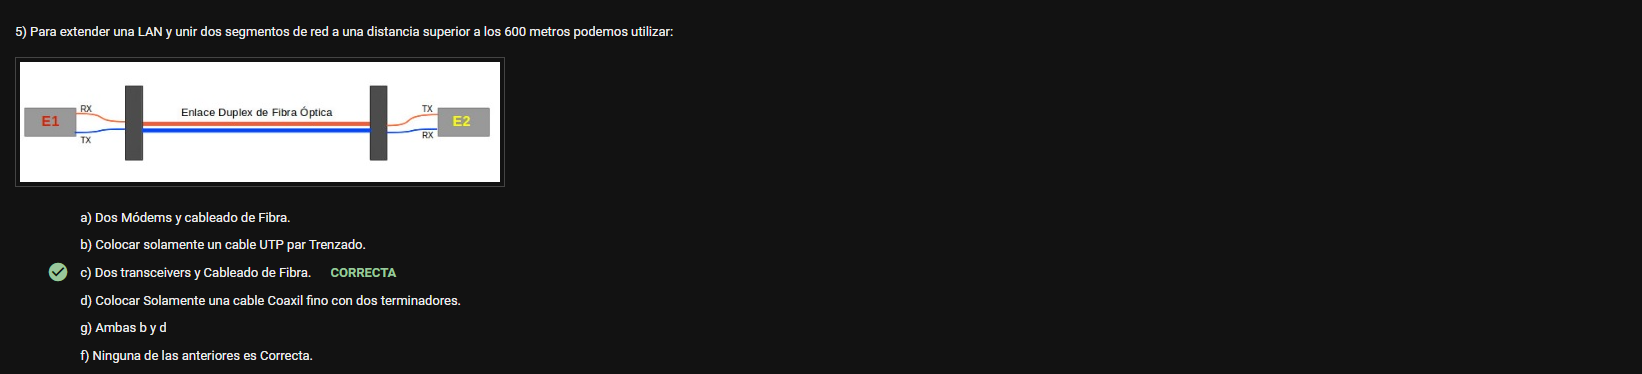 5) Para extender una LAN y unir dos segmentos de red a una distancia superior a los 600 metros podemos utilizar:
RX
Enlace Duplex de Fibra Óptica
TX
E1
E2
TX
RX
a) Dos Módems y cableado de Fibra.
b) Colocar solamente un cable UTP par Trenzado.
c) Dos transceivers y Cableado de Fibra. CORRECTA
d) Colocar Solamente una cable Coaxil fino con dos terminadores.
g) Ambas b y d
f) Ninguna de las anteriores es Correcta.